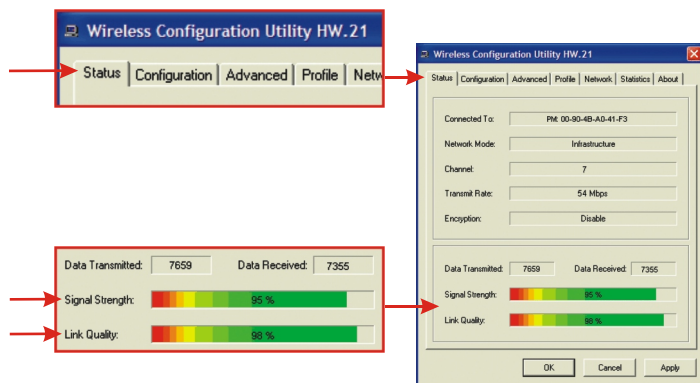 Wireless Configuration Utility HW.21
Status Configuration Advanced Profile Netw
Data Transmitted: 7659 Data Received: 7355
Signal Strength: 95 %
Link Quality: 98 %
Wireless Configuration Utility HW.21
Status Configuration Advanced Profile Network Statistics About
Connected To: PM: 00-90-4B-A0-41-F3
Network Mode: Infrastructure
Channel: 7
Transmit Rate: 54 Mbps
Encryption: Disable
Data Transmitted: 7659 Data Received: 7355
Signal Strength: 95 %
Link Quality: 98 %
OK Cancel Apply